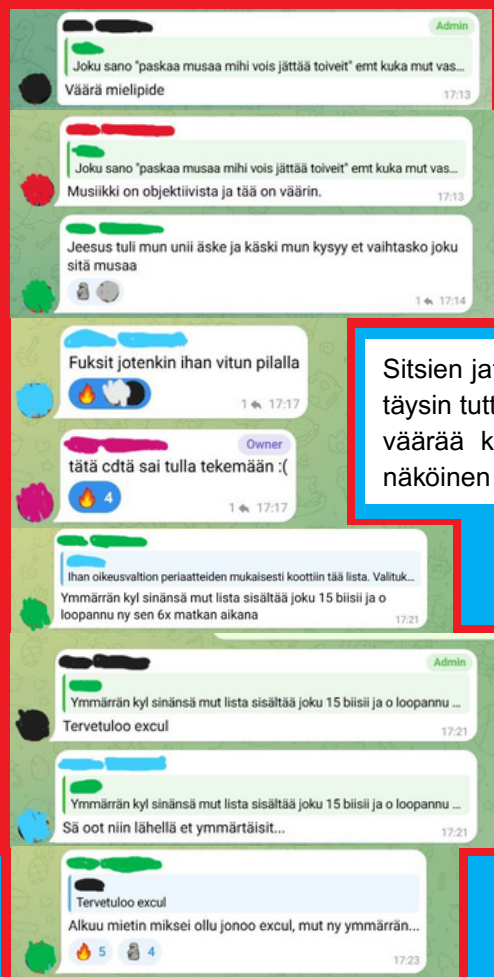 Admin
Joku sano "paskaa musaa mihi vois jättää toiveit" emt kuka mut vas...
Väärä mielipide
17:13
Joku sano "paskaa musaa mihi vois jättää toiveit" emt kuka mut vas...
Musiikki on objektiivista ja tää on väärin.
17:13
Jeesus tuli mun unii äske ja käski mun kysyy et vaihtasko joku
sitä musaa
1 17:14
Fuksit jotenkin ihan vitun pilalla
1 17:17
Owner
tätä cdtä sai tulla tekemään :(
4
1 17:17
Sitsien
täysin
väärää
näköinen
Ihan oikeusvaltion periaatteiden mukaisesti koottiin tää lista. Valituk...
Ymmärrän kyl sinänsä mut lista sisältää joku 15 biisii ja o
loopannu ny sen 6x matkan aikana
17:21
Admin
Ymmärrän kyl sinänsä mut lista sisältää joku 15 biisii ja o loopannu ...
Tervetuloo excul
17:21
Ymmärrän kyl sinänsä mut lista sisältää joku 15 biisii ja o loopannu ...
Sä oot niin lähellä et ymmärtäisit...
17:21
Tervetuloo excul
Alkuu mietin miksei ollu jonoo excul, mut ny ymmärrän...
5 4
17:23